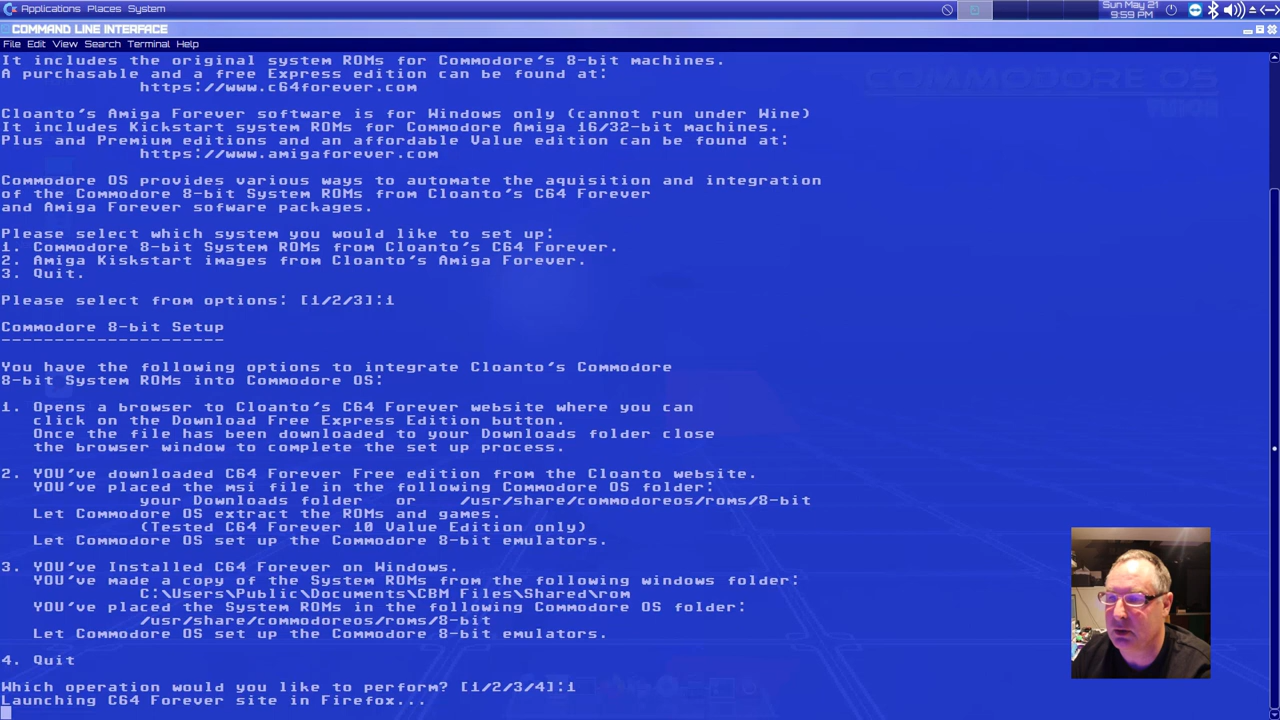 Applications Places System
Sun May 21
9:59 PM
COMMAND LINE INTERFACE
File Edit View Search Terminal Help
COMMODORE OS
VISION
It includes the original system ROMs for Commodore's 8-bit machines.
A purchasable and a free Express edition can be found at:
https://www.c64forever.com
Cloanto's Amiga Forever software is for Windows only (cannot run under Wine)
It includes Kickstart system ROMs for Commodore Amiga 16/32-bit machines.
Plus and Premium editions and an affordable Value edition can be found at:
https://www.amigaforever.com
Commodore OS provides various ways to automate the aquisition and integration
of the Commodore 8-bit System ROMs from Cloanto's C64 Forever
and Amiga Forever sofware packages.
Please select which system you would like to set up:
1. Commodore 8-bit System ROMs from Cloanto's C64 Forever.
2. Amiga Kiskstart images from Cloanto's Amiga Forever.
3. Quit.
Please select from options: [1/2/3]:1
Commodore 8-bit Setup
---------------------
You have the following options to integrate Cloanto's Commodore
8-bit System ROMs into Commodore OS:
1. Opens a browser to Cloanto's C64 Forever website where you can
click on the Download Free Express Edition button.
Once the file has been downloaded to your Downloads folder close
the browser window to complete the set up process.
2. YOU've downloaded C64 Forever Free edition from the Cloanto website.
YOU've placed the msi file in the following Commodore OS folder:
your Downloads folder or /usr/share/commodoreos/roms/8-bit
Let Commodore OS extract the ROMs and games.
(Tested C64 Forever 10 Value Edition only)
Let Commodore OS set up the Commodore 8-bit emulators.
3. YOU've Installed C64 Forever on Windows.
YOU've made a copy of the System ROMs from the following windows folder:
C:\Users\Public\Documents\CBM Files\Shared\rom
YOU've placed the System ROMs in the following Commodore OS folder:
/usr/share/commodoreos/roms/8-bit
Let Commodore OS set up the Commodore 8-bit emulators.
4. Quit
Which operation would you like to perform? [1/2/3/4]:1
Launching C64 Forever site in Firefox...